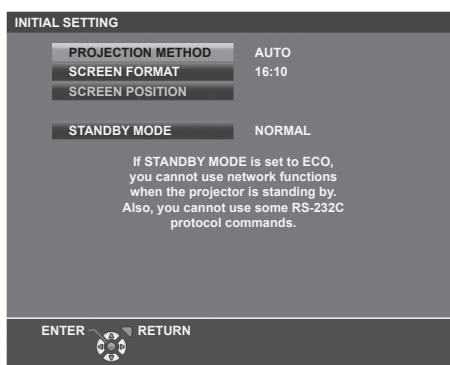 INITIAL SETTING
PROJECTION METHOD AUTO
SCREEN FORMAT 16:10
SCREEN POSITION
STANDBY MODE NORMAL
If STANDBY MODE is set to ECO,
you cannot use network functions
when the projector is standing by.
Also, you cannot use some RS-232C
protocol commands.
ENTER RETURN